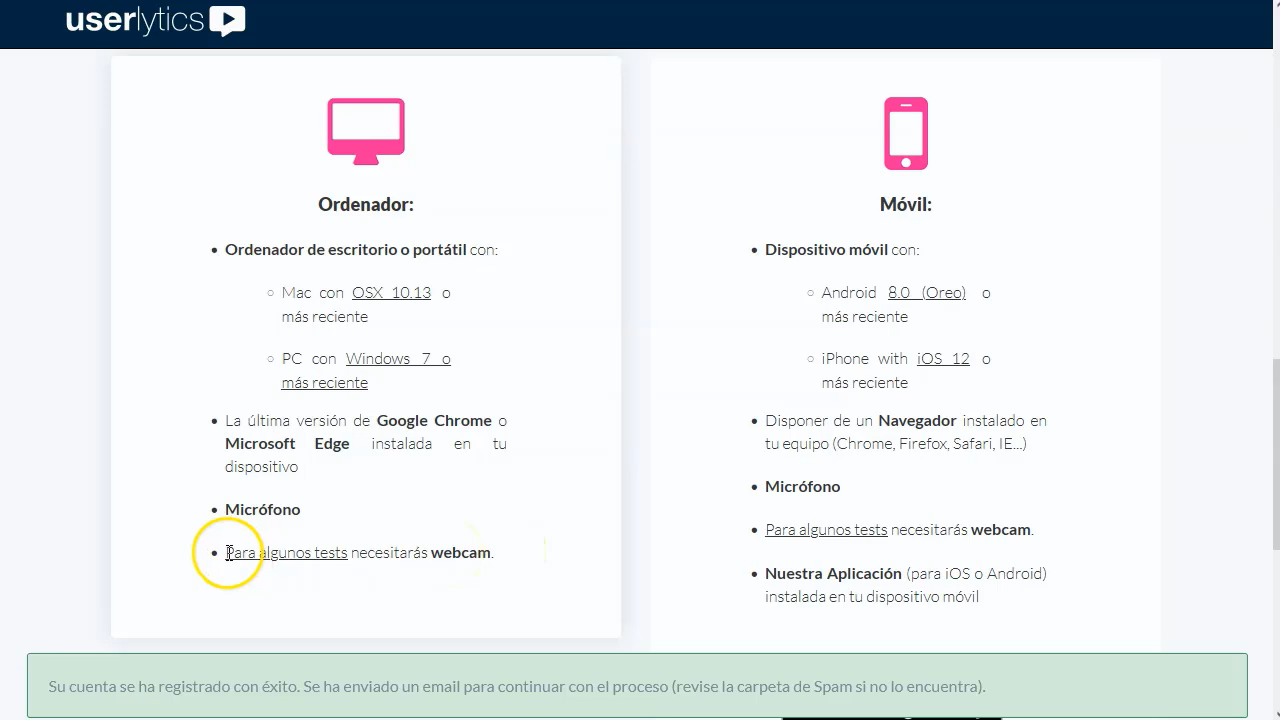 userlytics
Ordenador:
Ordenador de escritorio o portátil con:
Mac con OSX 10.13 o
más reciente
PC con Windows 7 o
más reciente
La última versión de Google Chrome o
Microsoft Edge instalada en tu
dispositivo
Micrófono
Para algunos tests necesitarás webcam.
Móvil:
Dispositivo móvil con:
Android 8.0 (Oreo) o
más reciente
iPhone with iOS 12 o
más reciente
Disponer de un Navegador instalado en
tu equipo (Chrome, Firefox, Safari, IE...)
Micrófono
Para algunos tests necesitarás webcam.
Nuestra Aplicación (para iOS o Android)
instalada en tu dispositivo móvil
Su cuenta se ha registrado con éxito. Se ha enviado un email para continuar con el proceso (revise la carpeta de Spam si no lo encuentra).